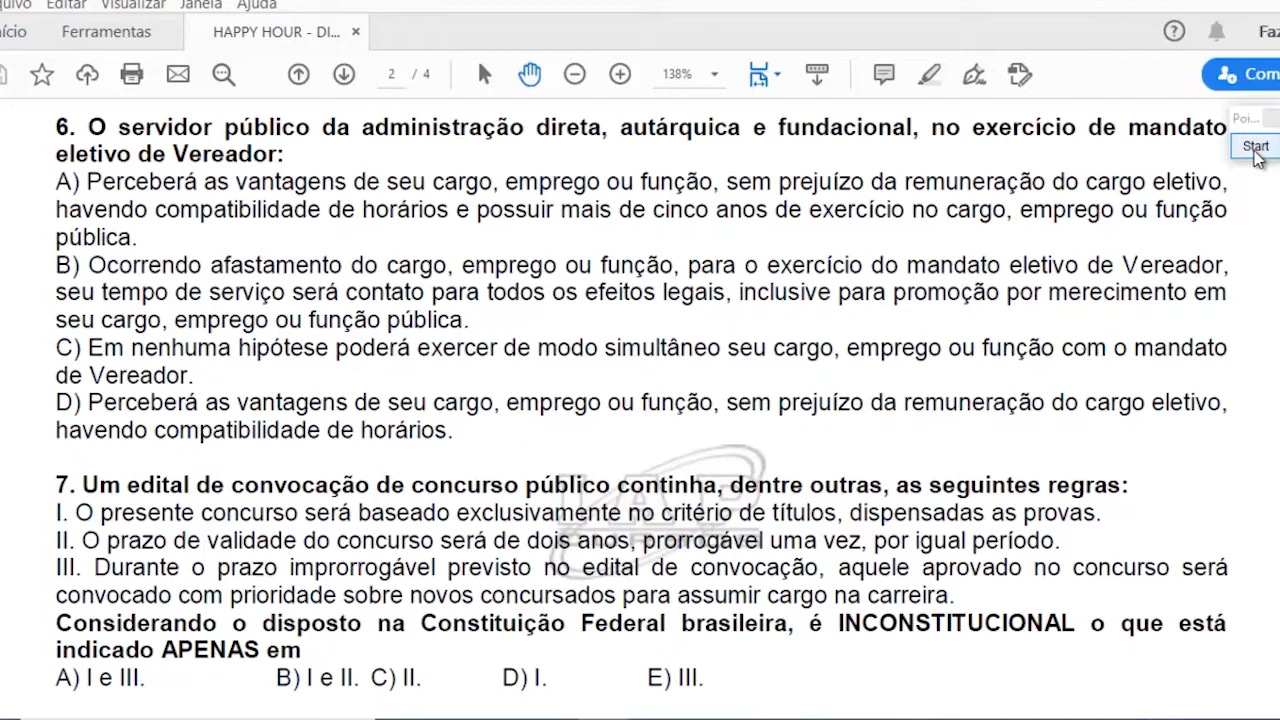 quivo Editar Visualizar Janela Ajuda
ício Ferramentas HAPPY HOUR - DI... × ? Faz
2 / 4 138% Com
Poi...
Start
6. O servidor público da administração direta, autárquica e fundacional, no exercício de mandato
eletivo de Vereador:
A) Perceberá as vantagens de seu cargo, emprego ou função, sem prejuízo da remuneração do cargo eletivo,
havendo compatibilidade de horários e possuir mais de cinco anos de exercício no cargo, emprego ou função
pública.
B) Ocorrendo afastamento do cargo, emprego ou função, para o exercício do mandato eletivo de Vereador,
seu tempo de serviço será contato para todos os efeitos legais, inclusive para promoção por merecimento em
seu cargo, emprego ou função pública.
C) Em nenhuma hipótese poderá exercer de modo simultâneo seu cargo, emprego ou função com o mandato
de Vereador.
D) Perceberá as vantagens de seu cargo, emprego ou função, sem prejuízo da remuneração do cargo eletivo,
havendo compatibilidade de horários.
7. Um edital de convocação de concurso público continha, dentre outras, as seguintes regras:
I. O presente concurso será baseado exclusivamente no critério de títulos, dispensadas as provas.
II. O prazo de validade do concurso será de dois anos, prorrogável uma vez, por igual período.
III. Durante o prazo improrrogável previsto no edital de convocação, aquele aprovado no concurso será
convocado com prioridade sobre novos concursados para assumir cargo na carreira.
Considerando o disposto na Constituição Federal brasileira, é INCONSTITUCIONAL o que está
indicado APENAS em
A) I e III. B) I e II. C) II. D) I. E) III.